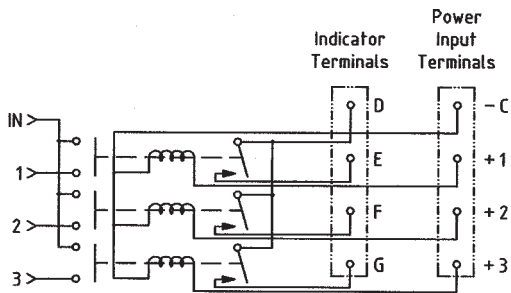 Power
Indicator Input
Terminals Terminals
D - C
IN
E + 1
1
F + 2
2
G + 3
3